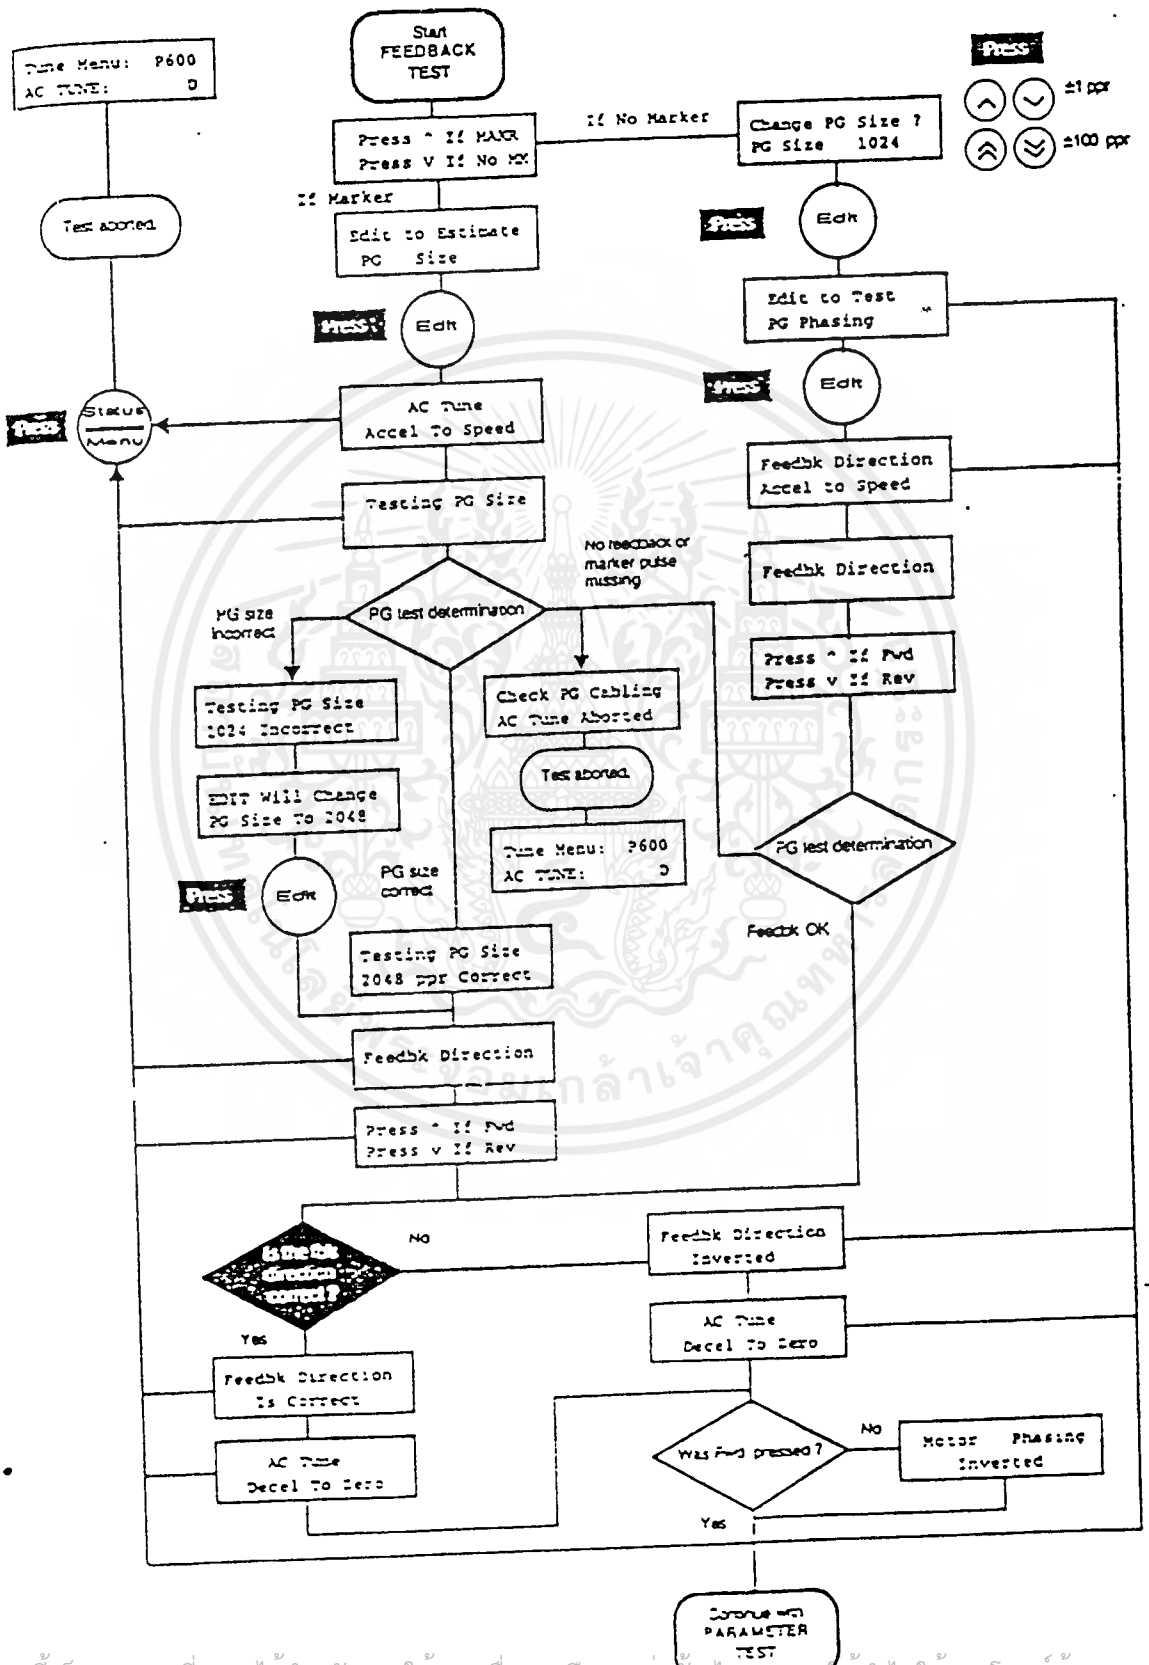 Start
FEEDBACK
TEST
Tune Menu: P600
AC TUNE: 0
Test aborted
Press
Status
Menu
Press ^ If MAKR
Press V If No MK
If No Marker
If Marker
Change PG Size ?
PG Size 1024
Press
±1 ppr
±100 ppr
Edit to Estimate
PG Size
Press
Edit
Press
Edit
Edit to Test
PG Phasing
Press
Edit
AC Tune
Accel To Speed
Testing PG Size
Feedbk Direction
Accel to Speed
Feedbk Direction
Press ^ If Fwd
Press v If Rev
No feedback or
marker pulse
missing
PG test determination
PG size
incorrect
Testing PG Size
1024 Incorrect
EDIT Will Change
PG Size To 2048
Press
Edit
PG size
correct
Check PG Cabling
AC Tune Aborted
Test aborted
Tune Menu: P600
AC TUNE: 0
PG test determination
Feedbk OK
Testing PG Size
2048 ppr Correct
Feedbk Direction
Press ^ If Fwd
Press v If Rev
Is the fbk
direction
correct ?
No
Yes
Feedbk Direction
Inverted
AC Tune
Decel To Zero
Feedbk Direction
Is Correct
AC Tune
Decel To Zero
Was Fwd pressed ?
No
Motor Phasing
Inverted
Yes
Continue with
PARAMETER
TEST